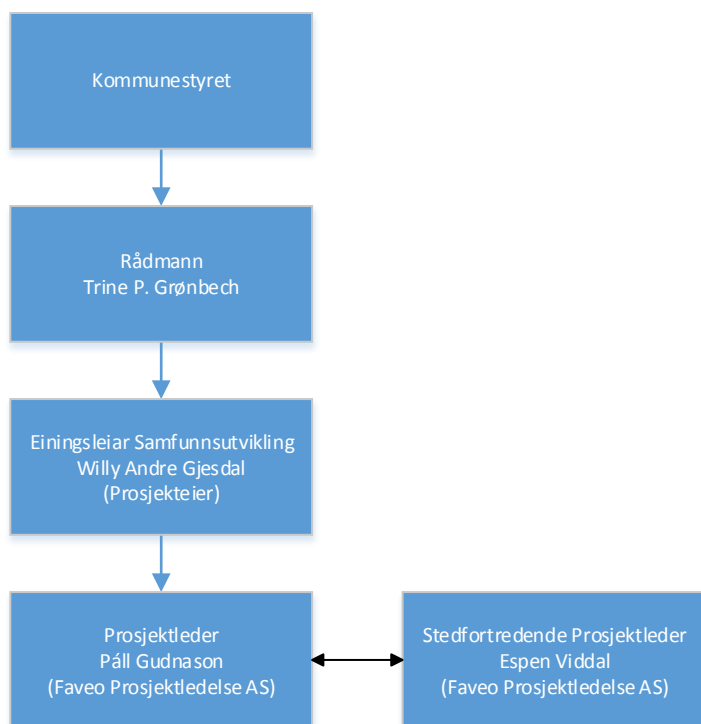 Kommunestyret
Rådmann
Trine P. Grønbech
Einingsleiar Samfunnsutvikling
Willy Andre Gjesdal
(Prosjekteier)
Prosjektleder
Páll Gudnason
(Faveo Prosjektledelse AS)
Stedfortredende Prosjektleder
Espen Viddal
(Faveo Prosjektledelse AS)